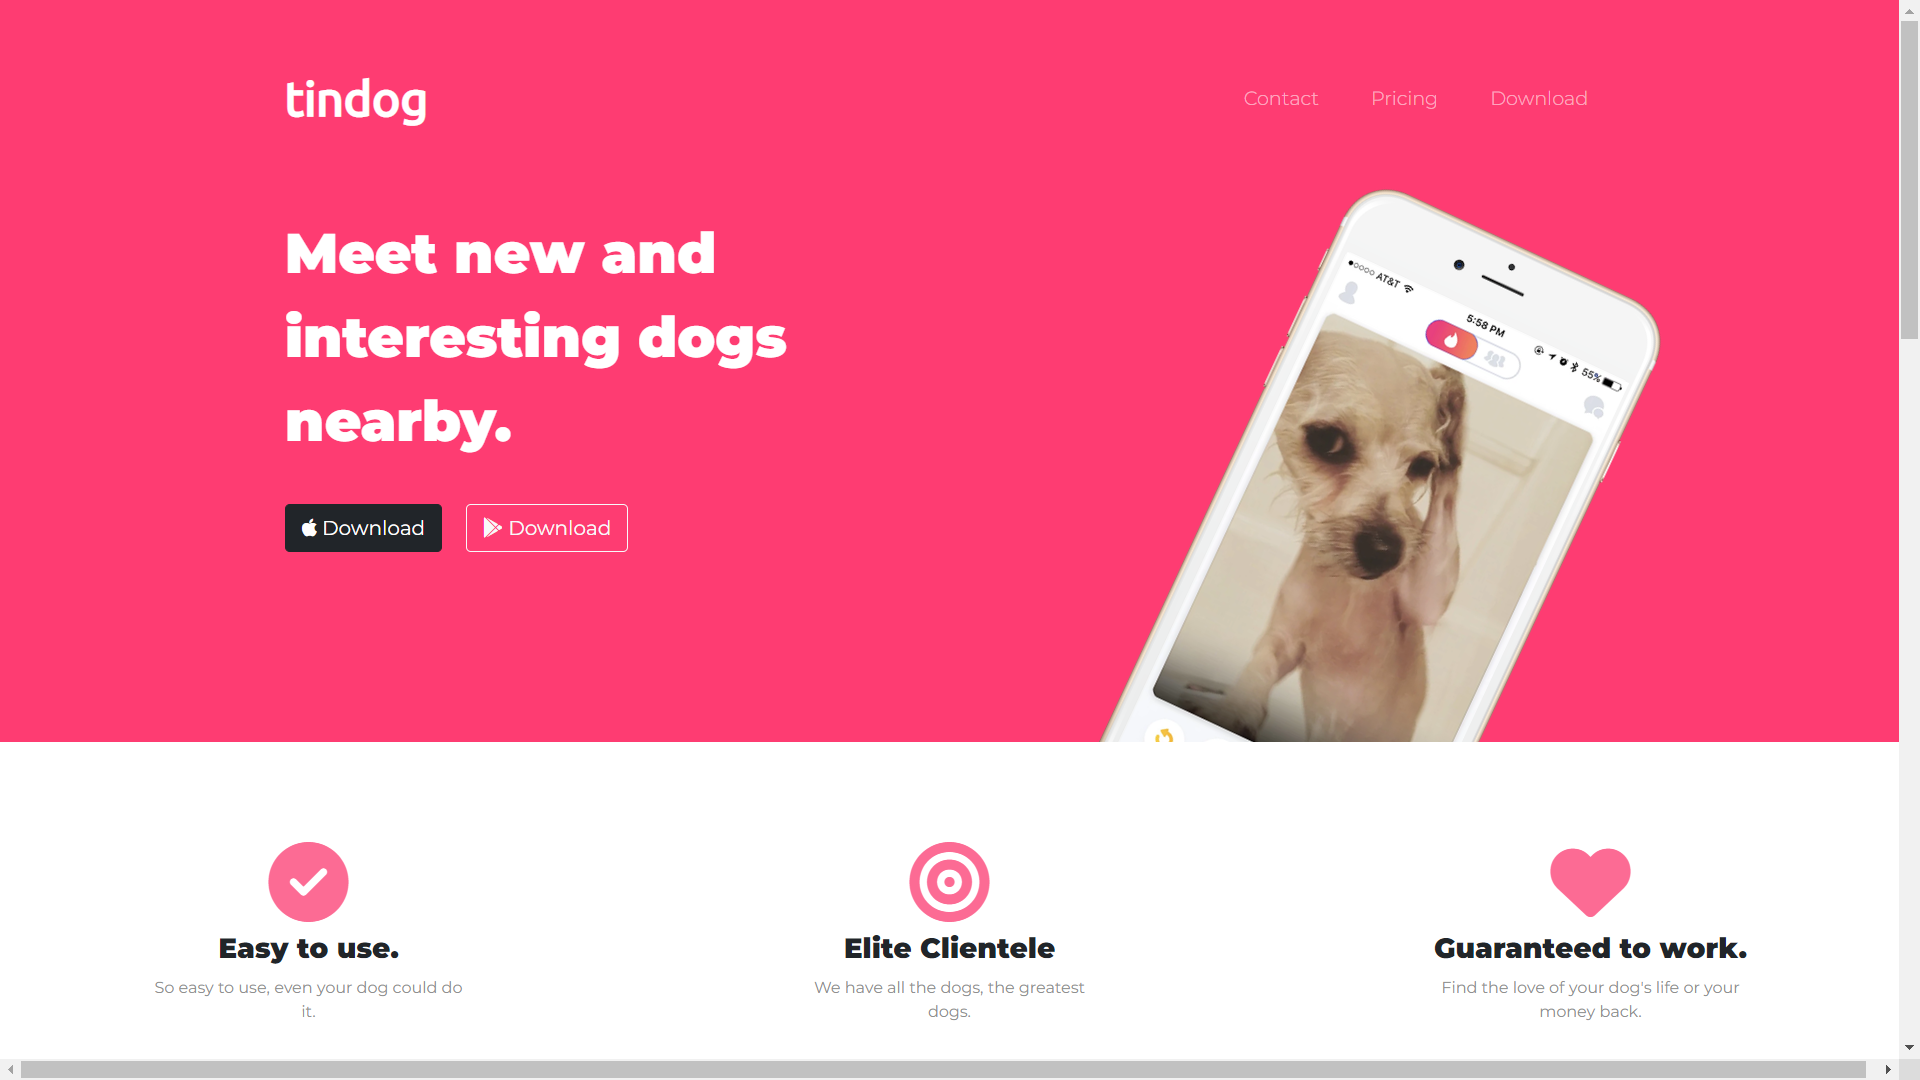 tindog
Contact
Pricing
Download
Meet new and
interesting dogs
nearby.
Download
Download
AT&T
5:58 PM
55%
Easy to use.
So easy to use, even your dog could do
it.
Elite Clientele
We have all the dogs, the greatest
dogs.
Guaranteed to work.
Find the love of your dog's life or your
money back.